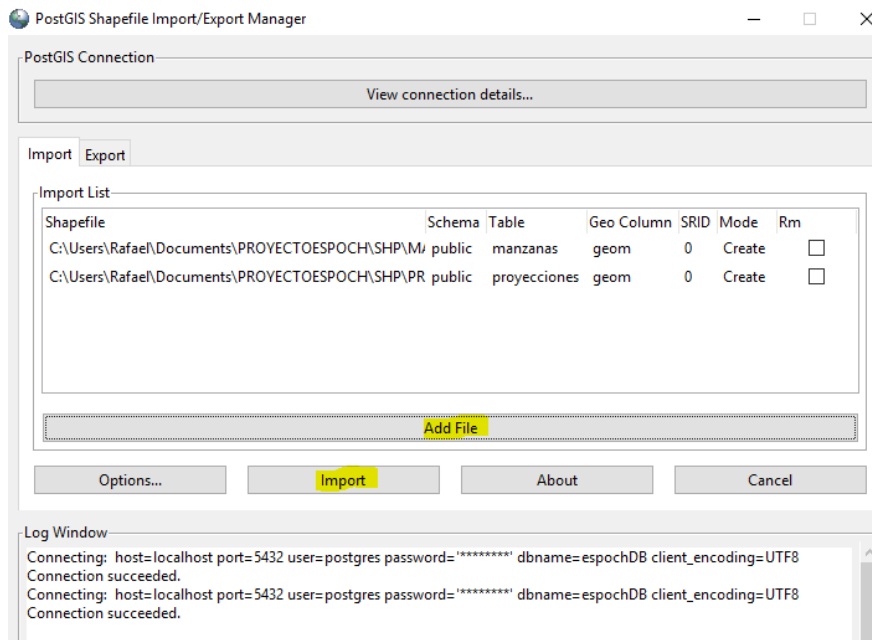 PostGIS Shapefile Import/Export Manager
PostGIS Connection
View connection details...
Import Export
Import List
Shapefile Schema Table Geo Column SRID Mode Rm
C:\Users\Rafael\Documents\PROYECTOESPOCH\SHP\MA public manzanas geom 0 Create
C:\Users\Rafael\Documents\PROYECTOESPOCH\SHP\PR public proyecciones geom 0 Create
Add File
Options... Import About Cancel
Log Window
Connecting: host=localhost port=5432 user=postgres password='********' dbname=espochDB client_encoding=UTF8
Connection succeeded.
Connecting: host=localhost port=5432 user=postgres password='********' dbname=espochDB client_encoding=UTF8
Connection succeeded.